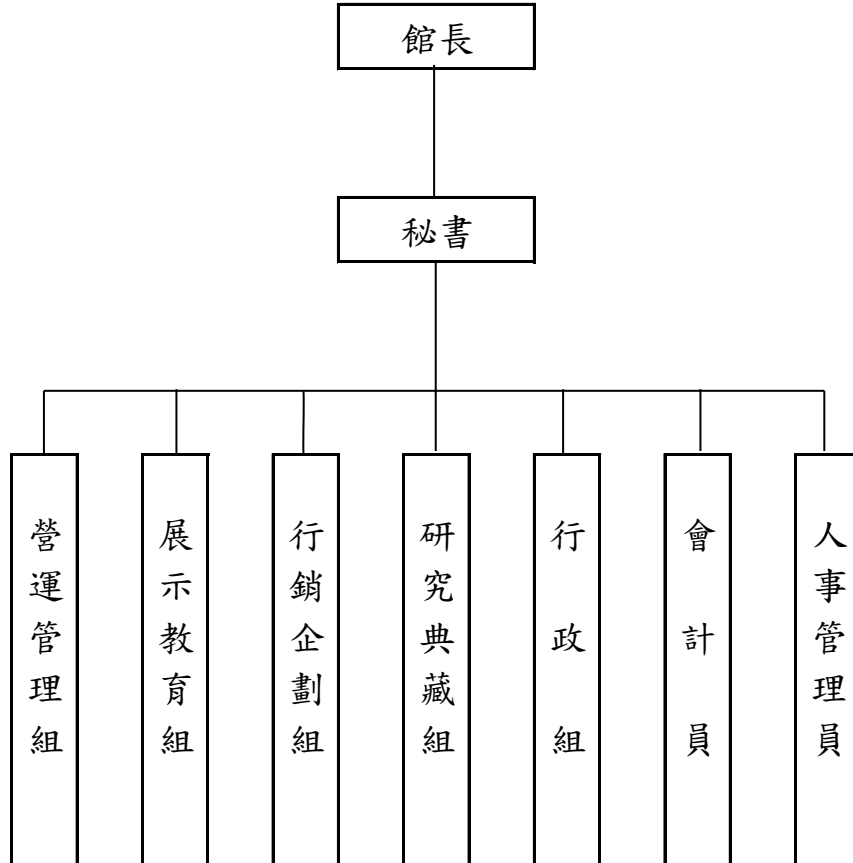 館長
秘書
營運管理組
展示教育組
行銷企劃組
研究典藏組
行政組
會計員
人事管理員